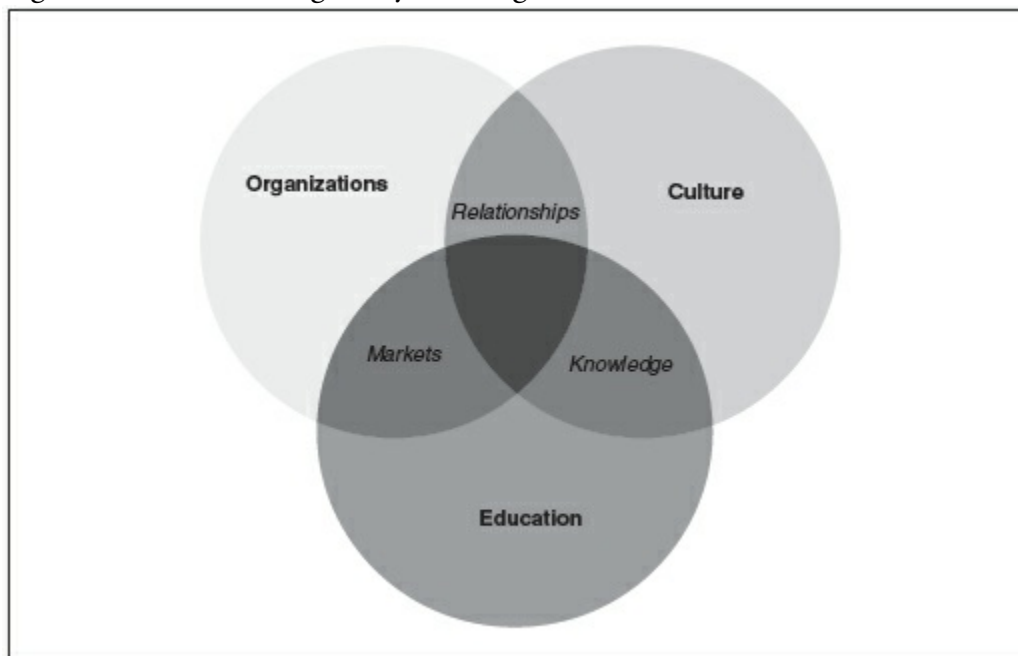 Organizations
Culture
Relationships
Markets
Knowledge
Education